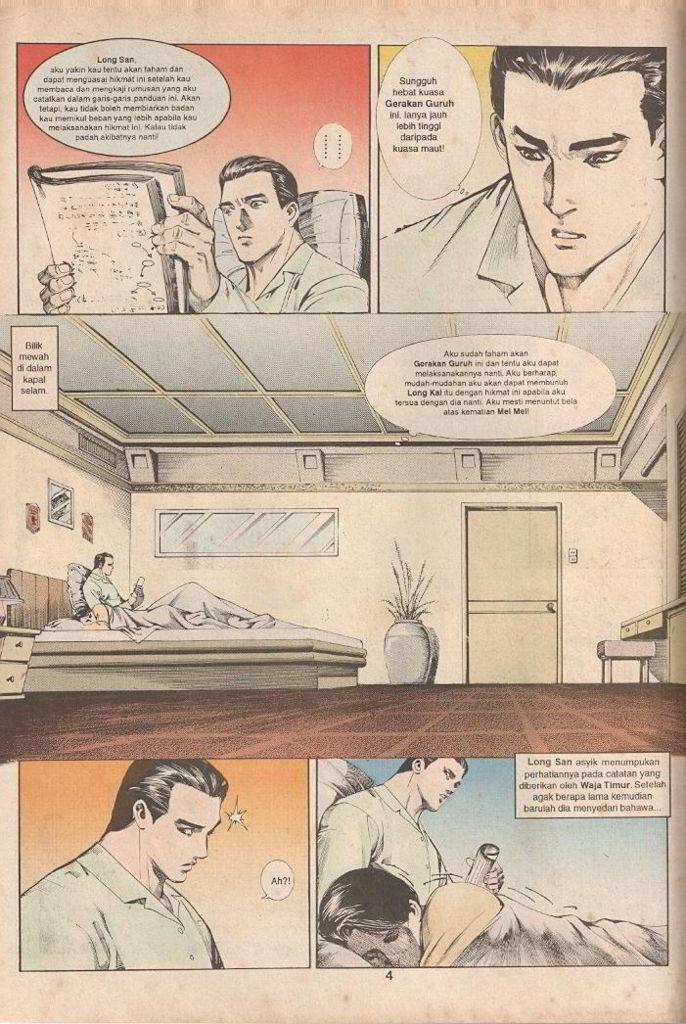 Long San,
aku yakin kau tentu akan faham dan
dapat menguasai hikmat ini setelah kau
membaca dan mengkaji rumusan yang aku
catatkan dalam garis-garis panduan ini. Akan
tetapi, kau tidak boleh membiarkan badan
kau memikul beban yang lebih apabila kau
melaksanakan hikmat ini. Kalau tidak
padah akibatnya nanti!
Sungguh
hebat kuasa
Gerakan Guruh
ini. Ianya jauh
lebih tinggi
daripada
kuasa maut!
Bilik
mewah
di dalam
kapal
selam.
Aku sudah faham akan
Gerakan Guruh ini dan tentu aku dapat
melaksanakannya nanti. Aku berharap,
mudah-mudahan aku akan dapat membunuh
Long Kai itu dengan hikmat ini apabila aku
tersua dengan dia nanti. Aku mesti menuntut bela
atas kematian Mei Mei!
Ah?!
Long San asyik menumpukan
perhatiannya pada catatan yang
diberikan oleh Waja Timur. Setelah
agak berapa lama kemudian
barulah dia menyedari bahawa...
4